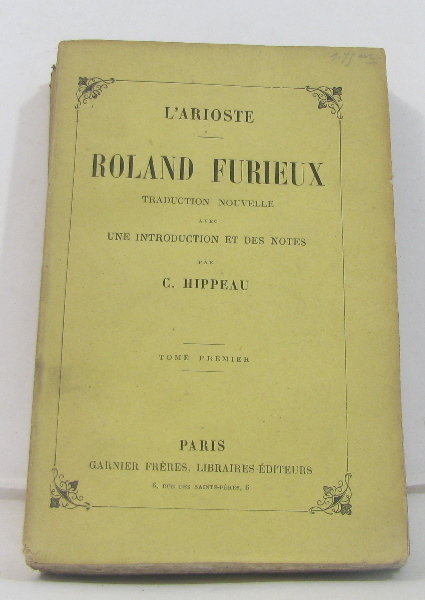 L'ARIOSTE
ROLAND FURIEUX
TRADUCTION NOUVELLE
AVEC
UNE INTRODUCTION ET DES NOTES
PAR
C. HIPPEAU
TOME PREMIER
PARIS
GARNIER FRÈRES, LIBRAIRES-ÉDITEURS
6, RUE DES SAINTS-PÈRES, 6